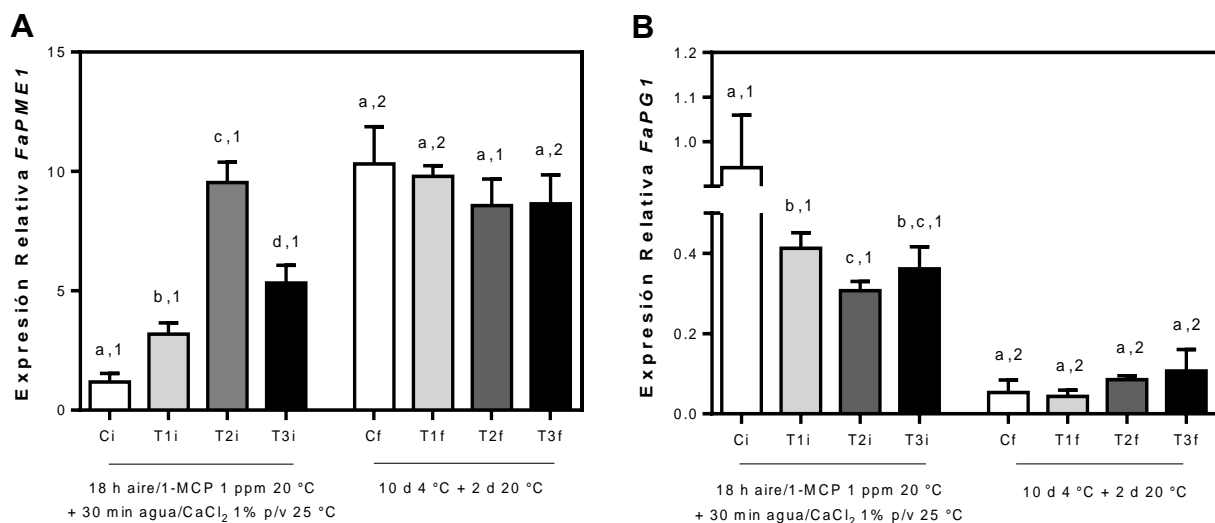 A
Expresión Relativa FaPME1
15
10
5
0
a,1
b,1
c,1
d,1
a,2
a,2
a,1
a,2
Ci T1i T2i T3i Cf T1f T2f T3f
18 h aire/1-MCP 1 ppm 20 °C
+ 30 min agua/CaCl₂ 1% p/v 25 °C
10 d 4 °C + 2 d 20 °C
B
Expresión Relativa FaPG1
1.2
1.1
1.0
0.4
0.2
0.0
a,1
b,1
c,1
b,c,1
a,2
a,2
a,2
a,2
Ci T1i T2i T3i Cf T1f T2f T3f
18 h aire/1-MCP 1 ppm 20 °C
+ 30 min agua/CaCl₂ 1% p/v 25 °C
10 d 4 °C + 2 d 20 °C